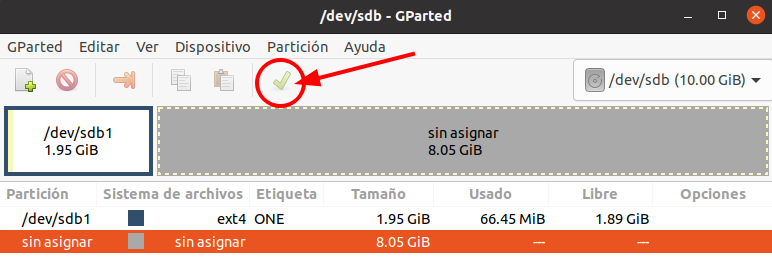 /dev/sdb - GParted
GParted Editar Ver Dispositivo Partición Ayuda
/dev/sdb (10.00 GiB)
/dev/sdb1
1.95 GiB
sin asignar
8.05 GiB
Partición Sistema de archivos Etiqueta Tamaño Usado Libre Opciones
/dev/sdb1 ext4 ONE 1.95 GiB 66.45 MiB 1.89 GiB
sin asignar sin asignar 8.05 GiB --- ---